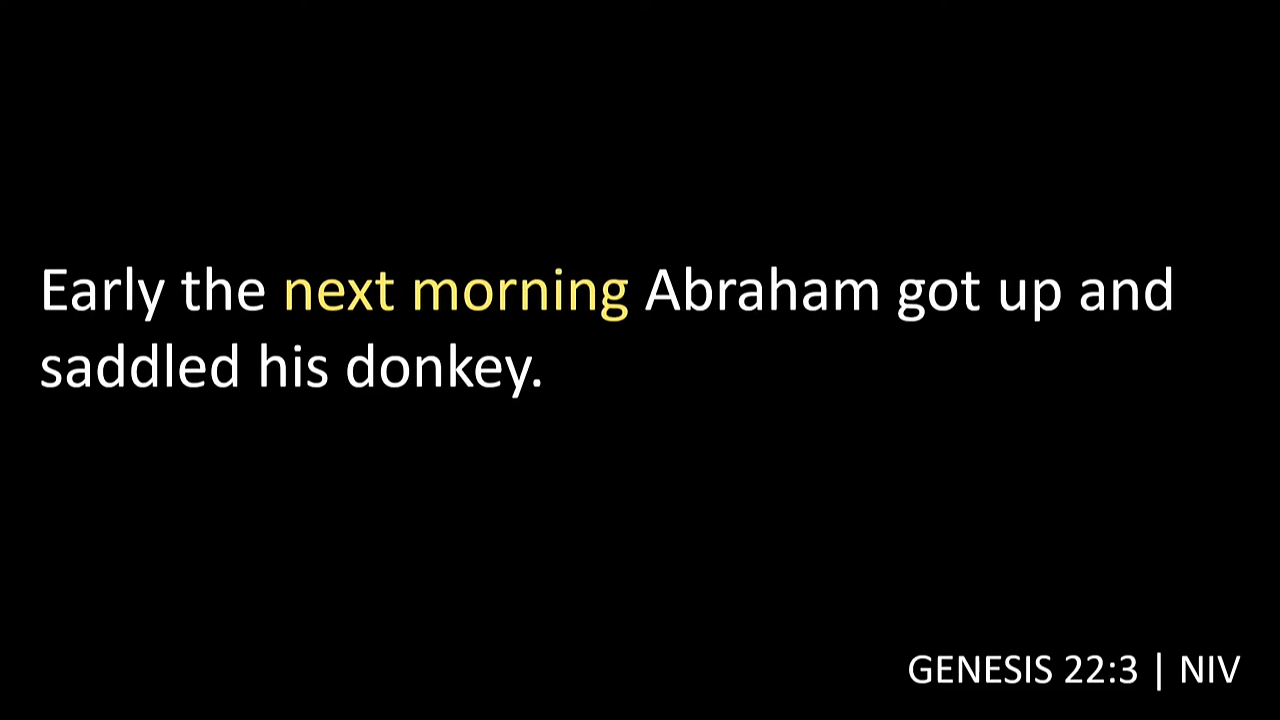 Early the next morning Abraham got up and
saddled his donkey.
GENESIS 22:3 | NIV